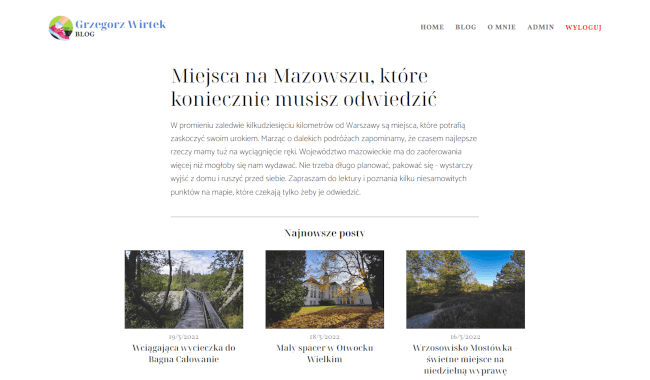 Grzegorz Wirtek
BLOG
HOME BLOG O MNIE ADMIN WYLOGUJ
Miejsca na Mazowszu, które
koniecznie musisz odwiedzić
W promieniu zaledwie kilkudziesięciu kilometrów od Warszawy są miejsca, które potrafią
zaskoczyć swoim urokiem. Marząc o dalekich podróżach zapominamy, że czasem najlepsze
rzeczy mamy tuż na wyciągnięcie ręki. Województwo mazowieckie ma do zaoferowania
więcej niż mogłoby się nam wydawać. Nie trzeba długo planować, pakować się - wystarczy
wyjść z domu i ruszyć przed siebie. Zapraszam do lektury i poznania kilku niesamowitych
punktów na mapie, które czekają tylko żeby je odwiedzić.
Najnowsze posty
19/3/2022
Wciągająca wycieczka do
Bagna Całowanie
18/3/2022
Mały spacer w Otwocku
Wielkim
16/3/2022
Wrzosowisko Mostówka
świetne miejsce na
niedzielną wyprawę